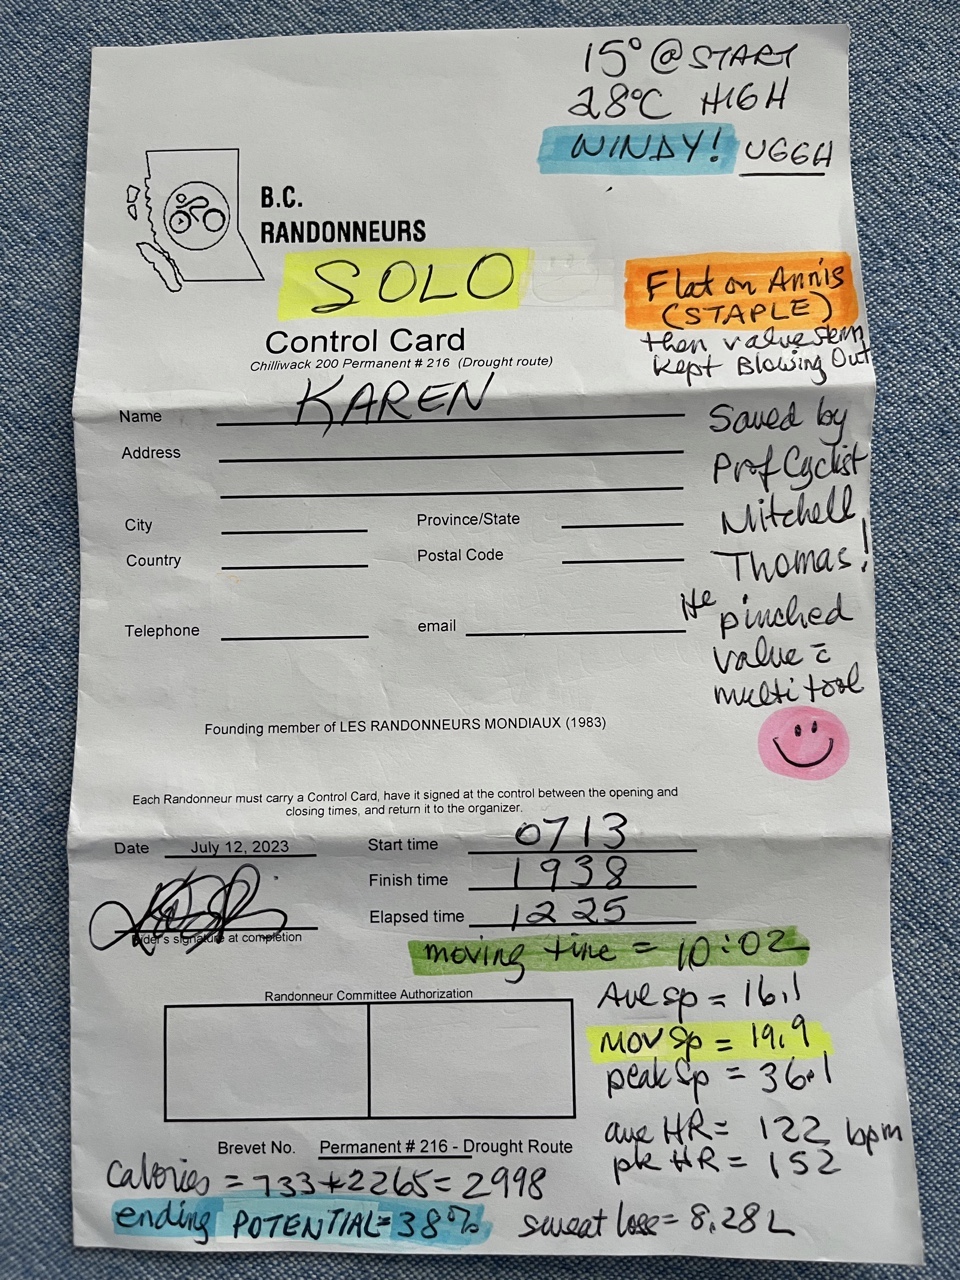 15° @ START
28°C HIGH
WINDY! UGGH
B.C.
RANDONNEURS
SOLO
Flat on Annis
(STAPLE)
then valve stem
kept Blowing Out
Control Card
Chilliwack 200 Permanent # 216 (Drought route)
Name KAREN
Address
City
Province/State
Country
Postal Code
Telephone
email
Saved by
Prof Cyclist
Mitchell
Thomas!
He pinched
valve c̄
multi tool
Founding member of LES RANDONNEURS MONDIAUX (1983)
Each Randonneur must carry a Control Card, have it signed at the control between the opening and
closing times, and return it to the organizer.
Date July 12, 2023
Start time 0713
Finish time 1938
Elapsed time 1225
Rider's signature at completion
moving time = 10:02
Randonneur Committee Authorization
Ave sp = 16.1
MOV Sp = 19.9
peak Sp = 36.1
ave HR = 122 bpm
pk HR = 152
Brevet No. Permanent # 216 - Drought Route
Calories = 733+2265=2998
ending POTENTIAL=38%
sweat lose = 8.28 L